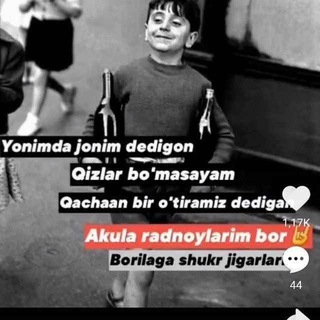 Yonimda jonim dedigon
Qizlar bo'masayam
Qachaan bir o'tiramiz dedigan
Akula radnoylarim bor 🤘
Borilaga shukr jigarlar
1,17K
44